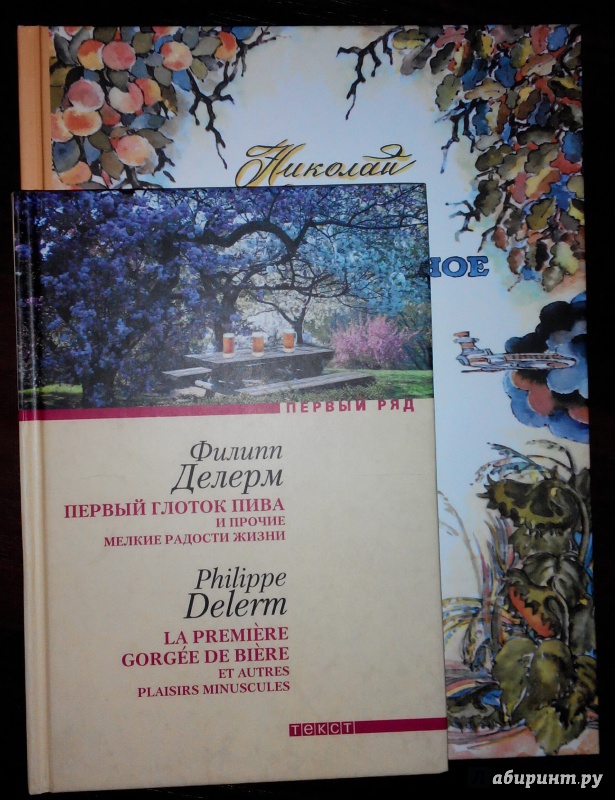 Николай
НОЕ
ПЕРВЫЙ РЯД
Филипп
Делерм
ПЕРВЫЙ ГЛОТОК ПИВА
И ПРОЧИЕ
МЕЛКИЕ РАДОСТИ ЖИЗНИ
Philippe
Delerm
LA PREMIÈRE
GORGÉE DE BIÈRE
ET AUTRES
PLAISIRS MINUSCULES
ТЕКСТ
абиринт.ру